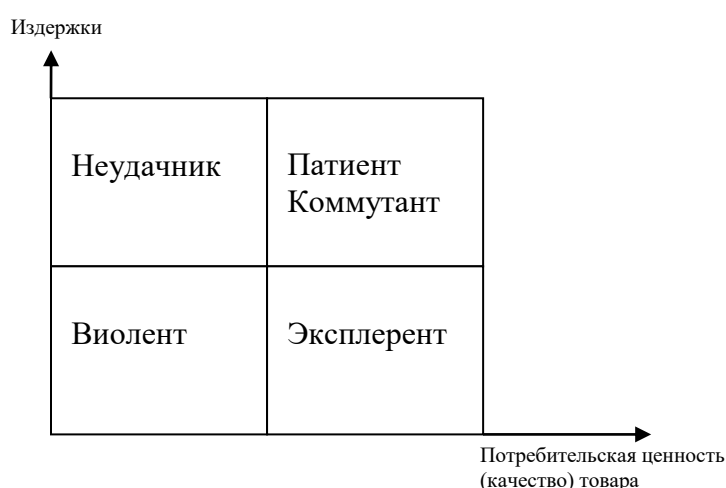 Издержки
Неудачник
Патиент
Коммутант
Виолент
Эксплерент
Потребительская ценность
(качество) товара